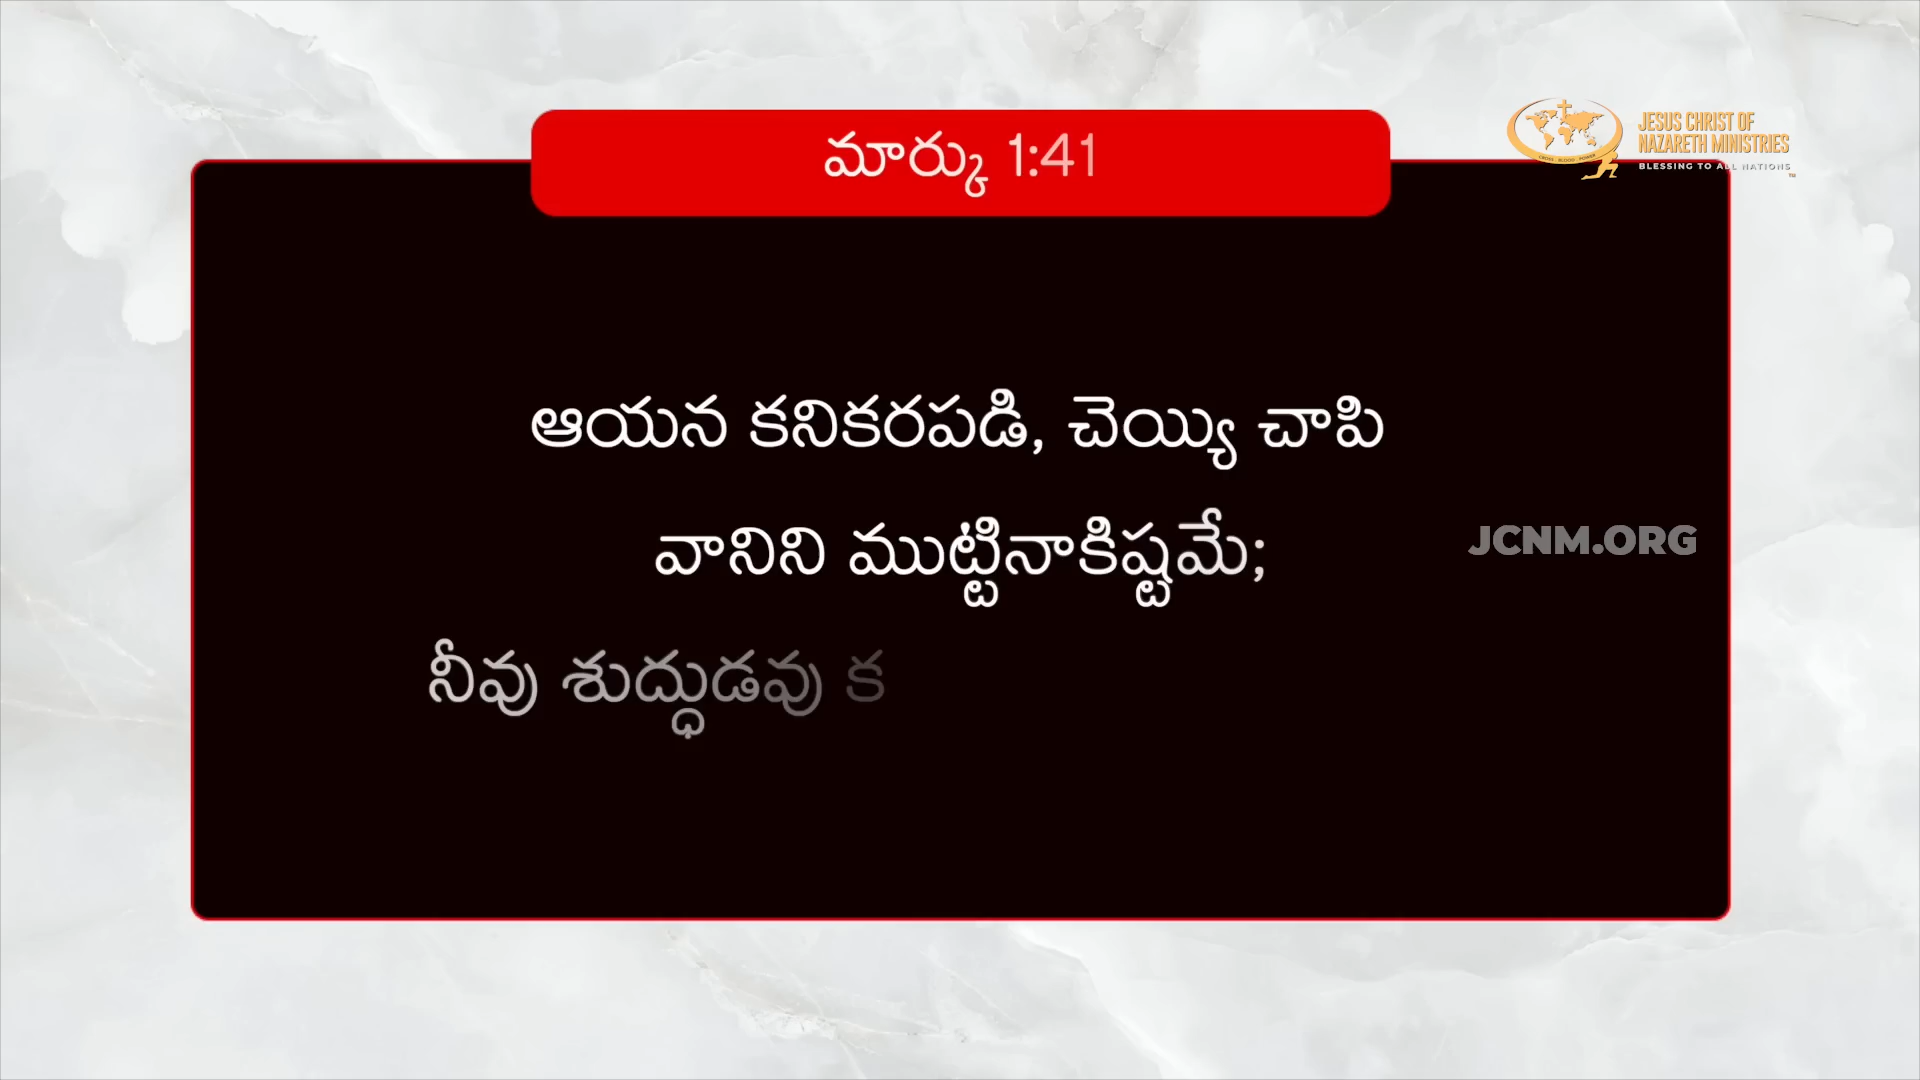 మార్కు 1:41
JESUS CHRIST OF
NAZARETH MINISTRIES
BLESSING TO ALL NATIONS
ఆయన కనికరపడి, చెయ్యి చాపి
వానిని ముట్టినాకిష్టమే;
JCNM.ORG
నీవు శుద్ధుడవు క